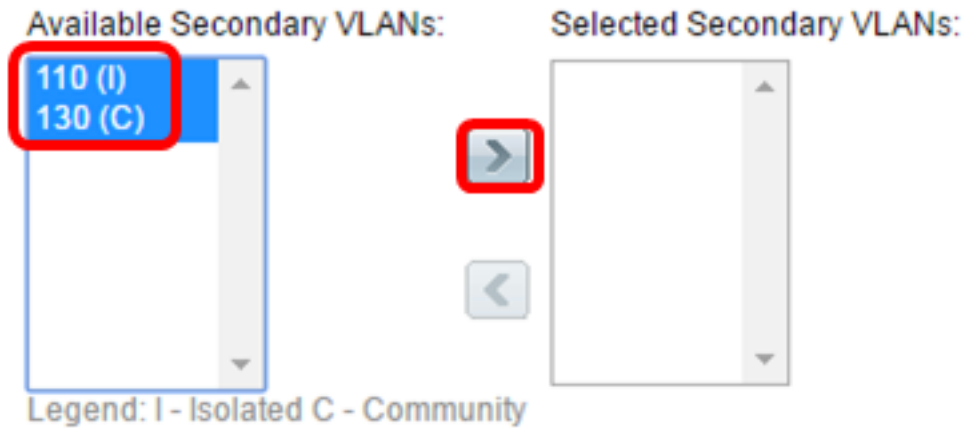 Available Secondary VLANs:
Selected Secondary VLANs:
110 (I)
130 (C)
Legend: I - Isolated C - Community